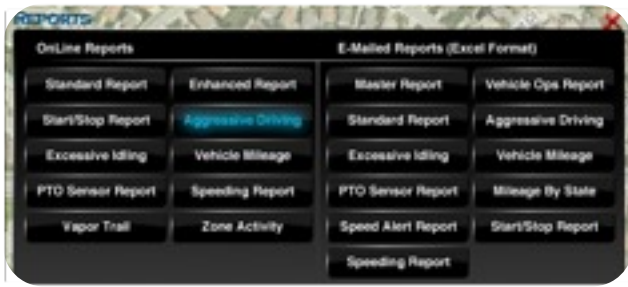 REPORTS
OnLine Reports
Standard Report
Enhanced Report
Start/Stop Report
Aggressive Driving
Excessive Idling
Vehicle Mileage
PTO Sensor Report
Speeding Report
Vapor Trail
Zone Activity
E-Mailed Reports (Excel Format)
Master Report
Vehicle Ops Report
Standard Report
Aggressive Driving
Excessive Idling
Vehicle Mileage
PTO Sensor Report
Mileage By State
Speed Alert Report
Start/Stop Report
Speeding Report